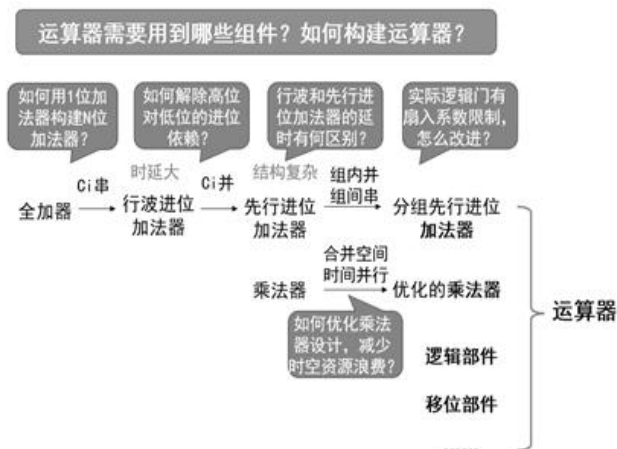 运算器需要用到哪些组件？如何构建运算器？
如何用1位加
法器构建N位
加法器？
如何解除高位
对低位的进位
依赖？
行波和先行进
位加法器的延
时有何区别？
实际逻辑门有
扇入系数限制，
怎么改进？
时延大
结构复杂
Ci串
Ci并
组内并
组间串
全加器
行波进位
加法器
先行进位
加法器
分组先行进位
加法器
合并空间
时间并行
乘法器
优化的乘法器
运算器
如何优化乘法
器设计，减少
时空资源浪费？
逻辑部件
移位部件